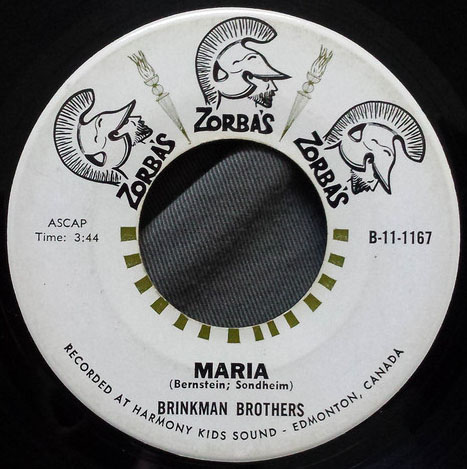 ZORBA'S
ZORBA'S
ZORBA'S
ASCAP
Time: 3:44
B-11-1167
MARIA
(Bernstein; Sondheim)
BRINKMAN BROTHERS
RECORDED AT HARMONY KIDS SOUND - EDMONTON, CANADA